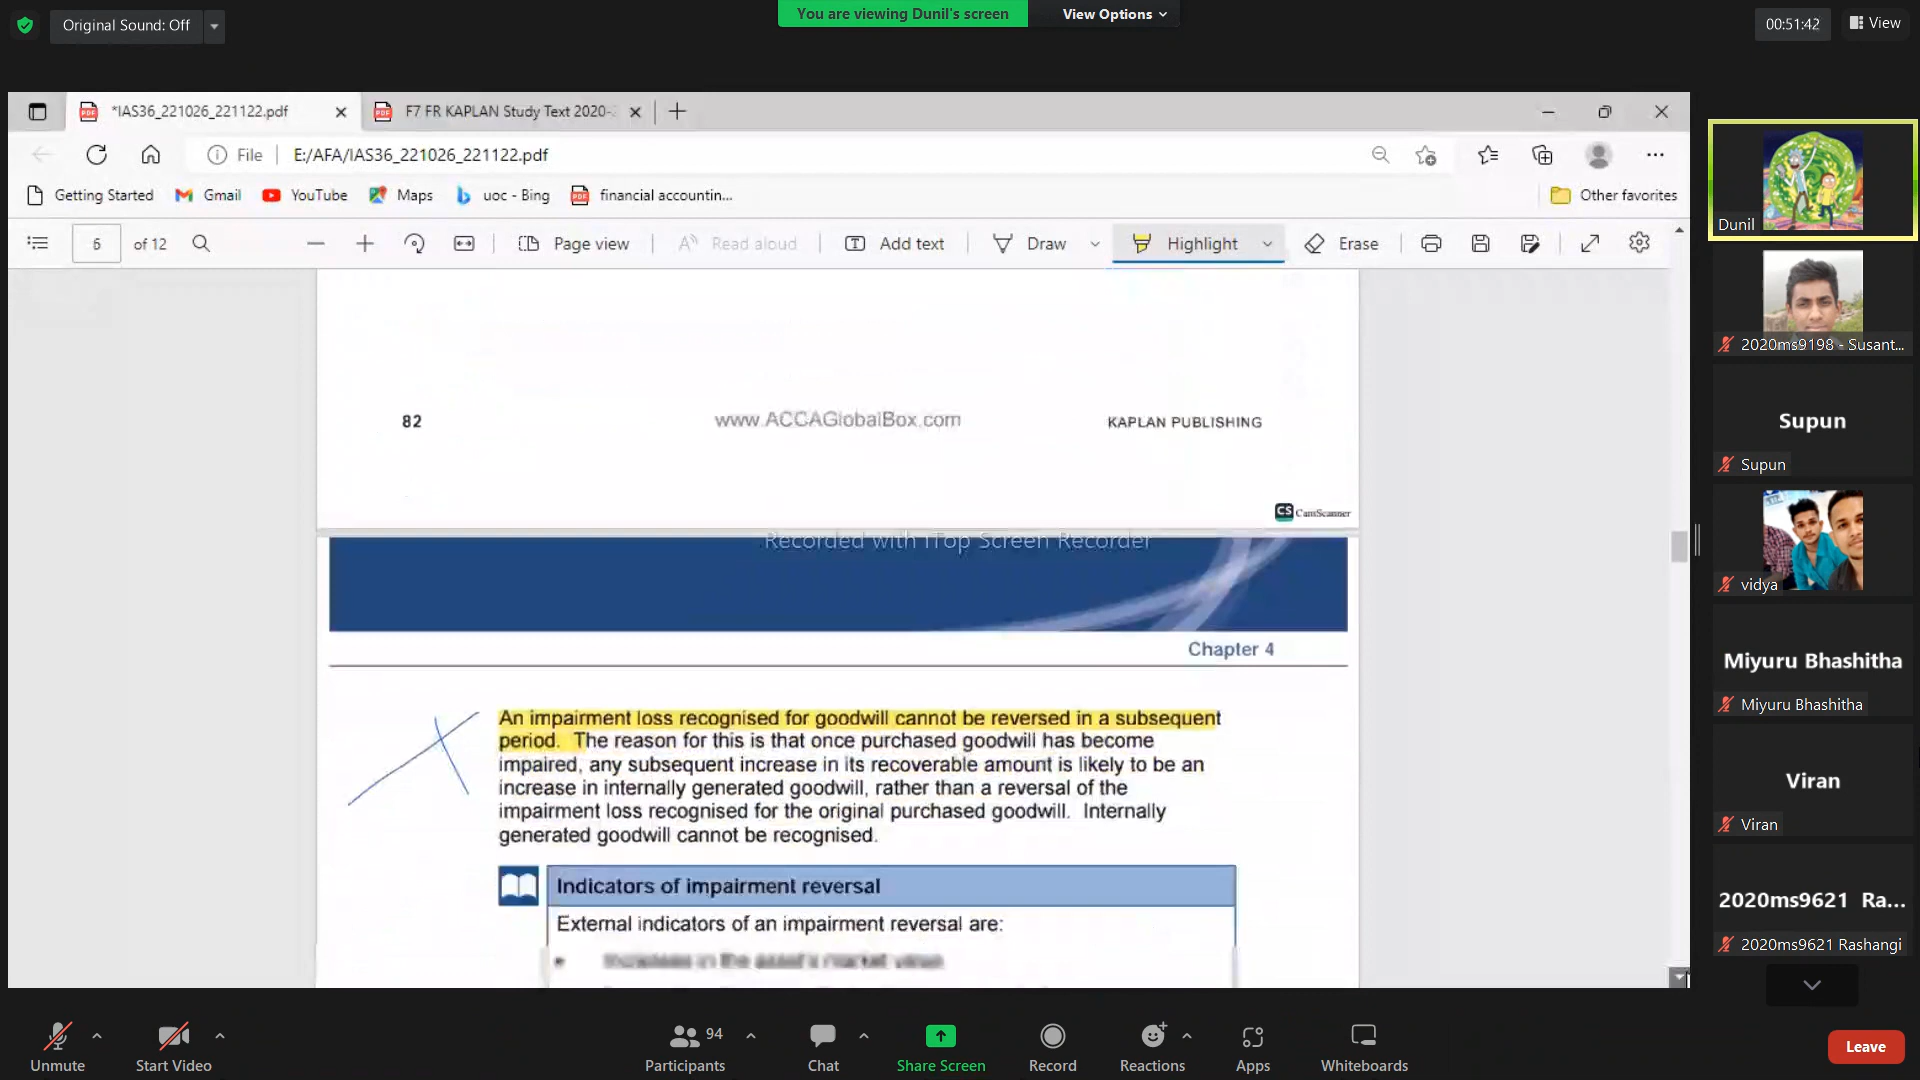 Original Sound: Off
You are viewing Dunil's screen
View Options
00:51:42
View
*IAS36_221026_221122.pdf
F7 FR KAPLAN Study Text 2020-
File
E:/AFA/IAS36_221026_221122.pdf
Getting Started
Gmail
YouTube
Maps
uoc - Bing
financial accountin...
Other favorites
6 of 12
Page view
Read aloud
Add text
Draw
Highlight
Erase
82
www.ACCAGlobalBox.com
KAPLAN PUBLISHING
CS CamScanner
Recorded with iTop Screen Recorder
Chapter 4
An impairment loss recognised for goodwill cannot be reversed in a subsequent
period. The reason for this is that once purchased goodwill has become
impaired, any subsequent increase in its recoverable amount is likely to be an
increase in internally generated goodwill, rather than a reversal of the
impairment loss recognised for the original purchased goodwill. Internally
generated goodwill cannot be recognised.
Indicators of impairment reversal
External indicators of an impairment reversal are:
• Increases in the asset's market value
Dunil
2020ms9198 - Susant...
Supun
Supun
vidya
Miyuru Bhashitha
Miyuru Bhashitha
Viran
Viran
2020ms9621 Ra...
2020ms9621 Rashangi
Unmute
Start Video
Participants
94
Chat
Share Screen
Record
Reactions
Apps
Whiteboards
Leave